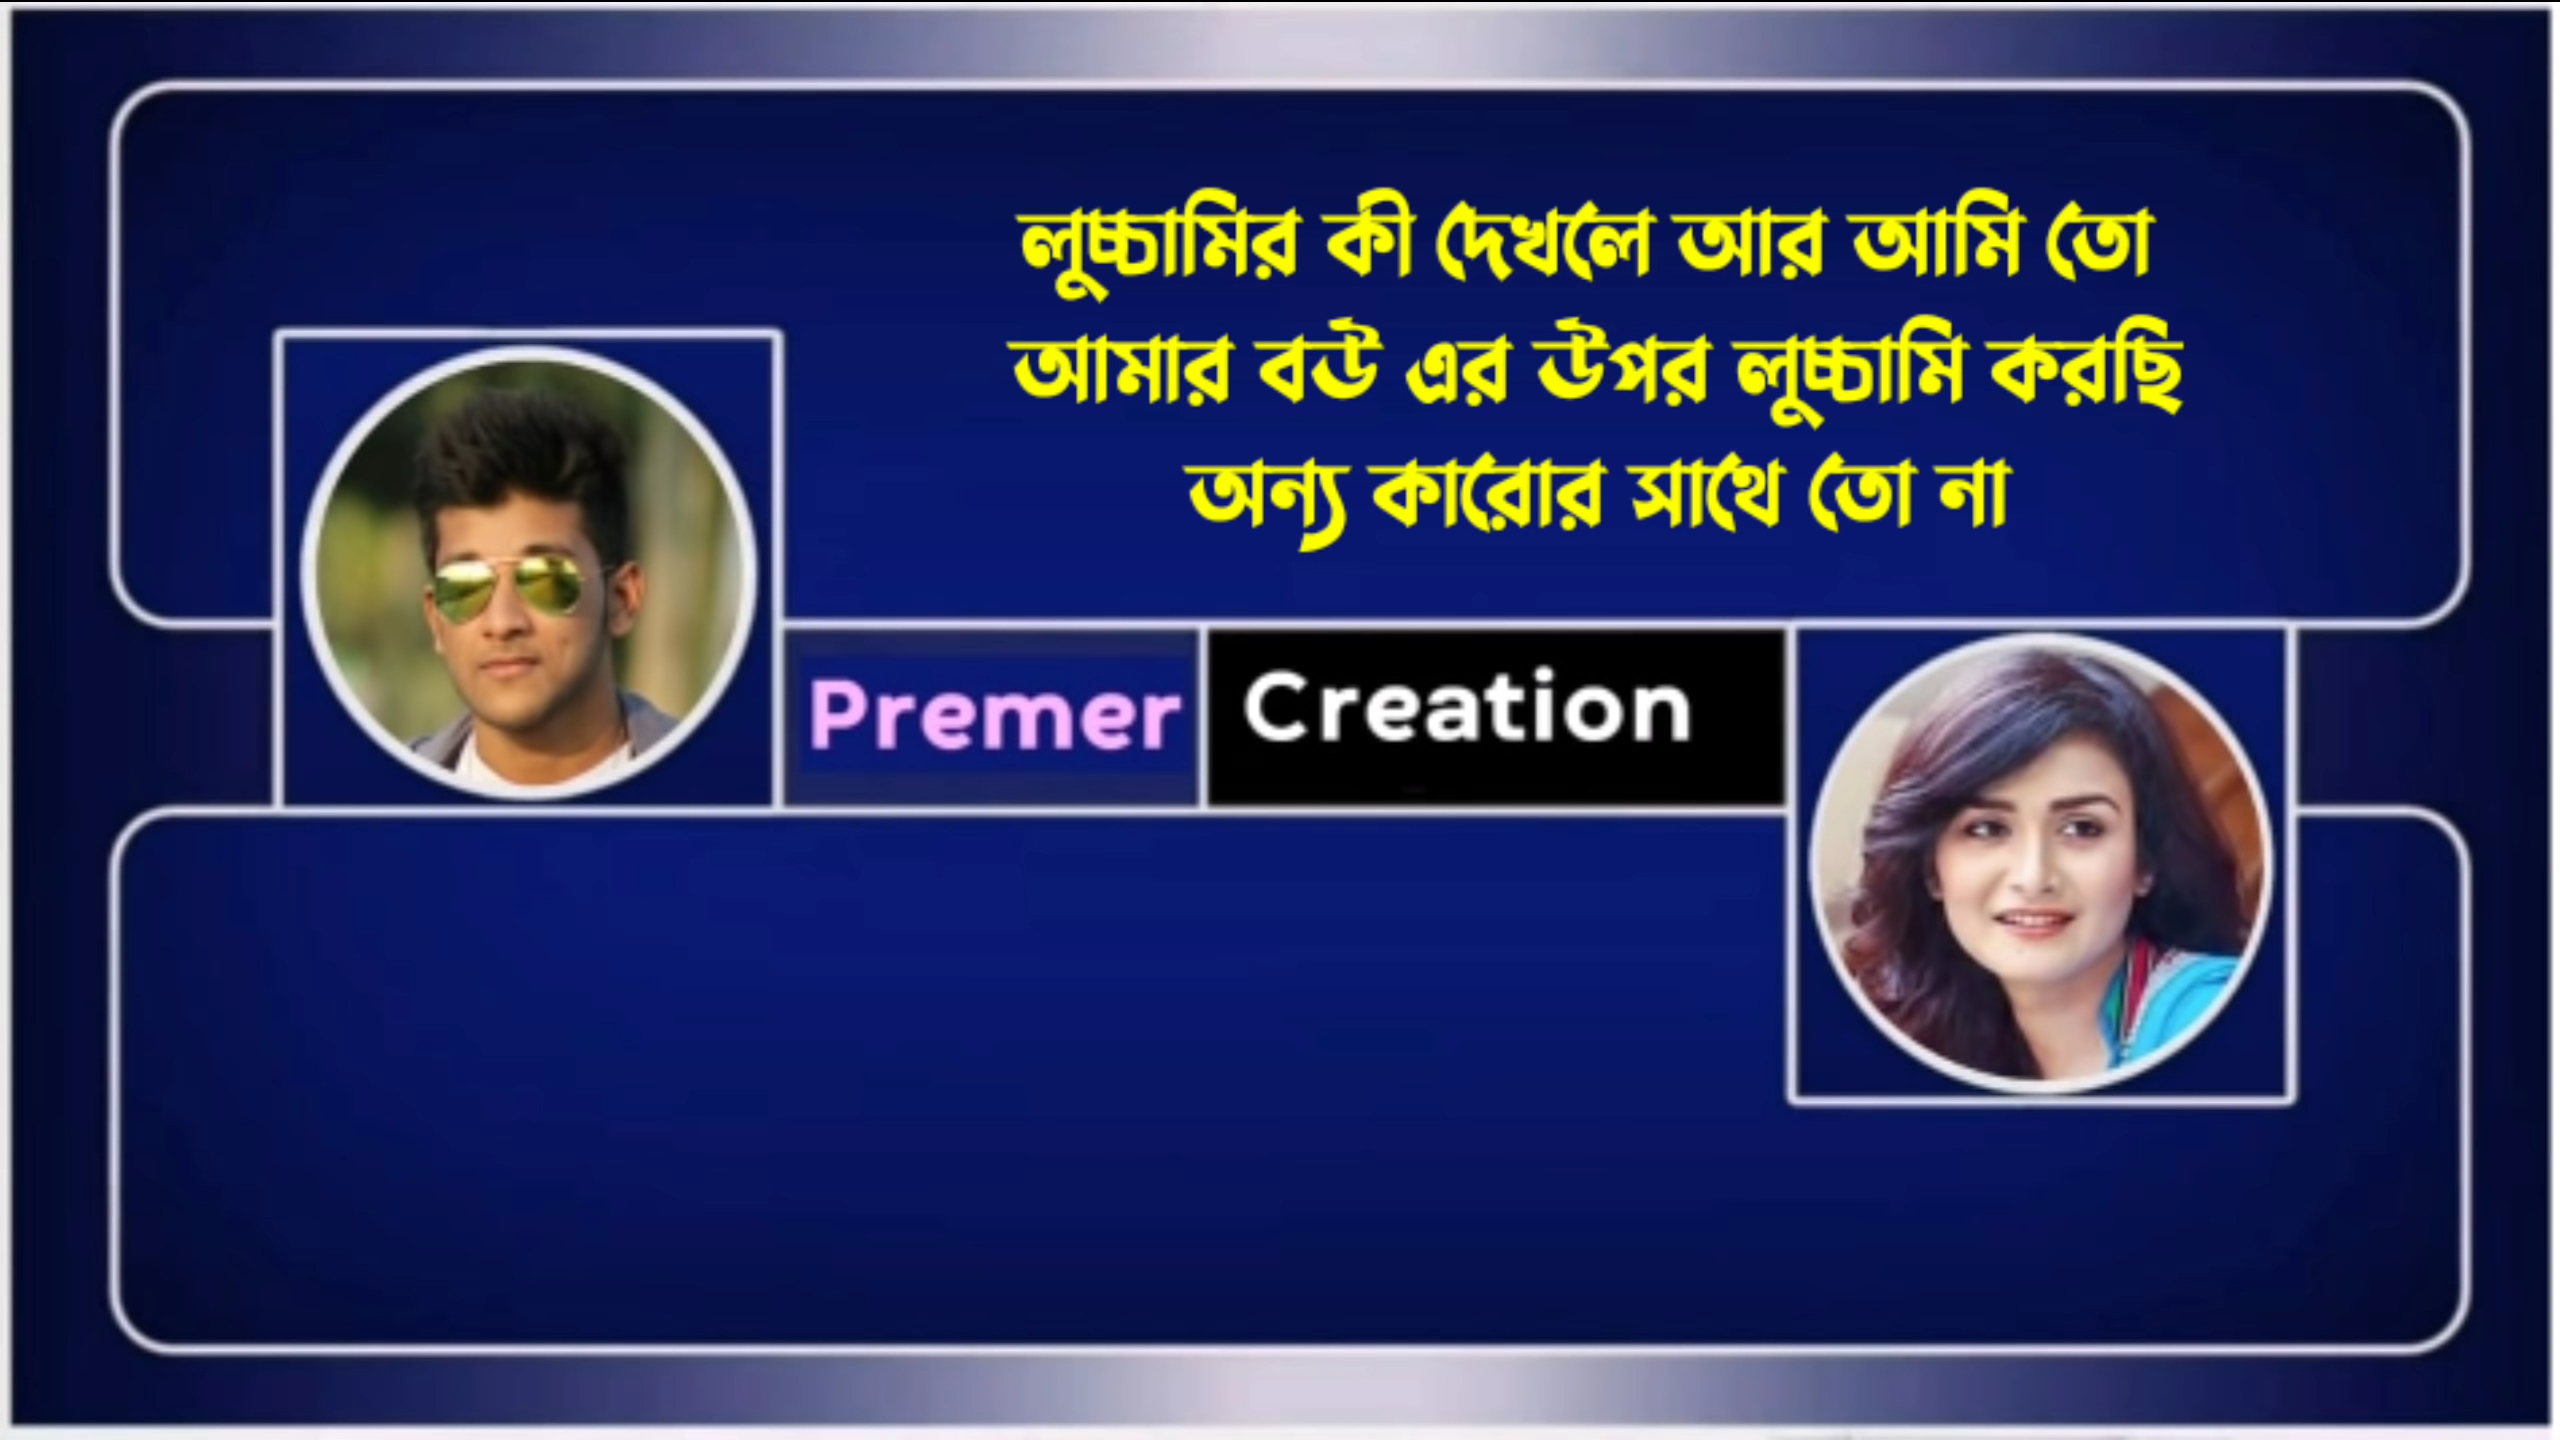 লুচ্চামির কী দেখলে আর আমি তো
আমার বউ এর উপর লুচ্চামি করছি
অন্য কারোর সাথে তো না
Premer Creation